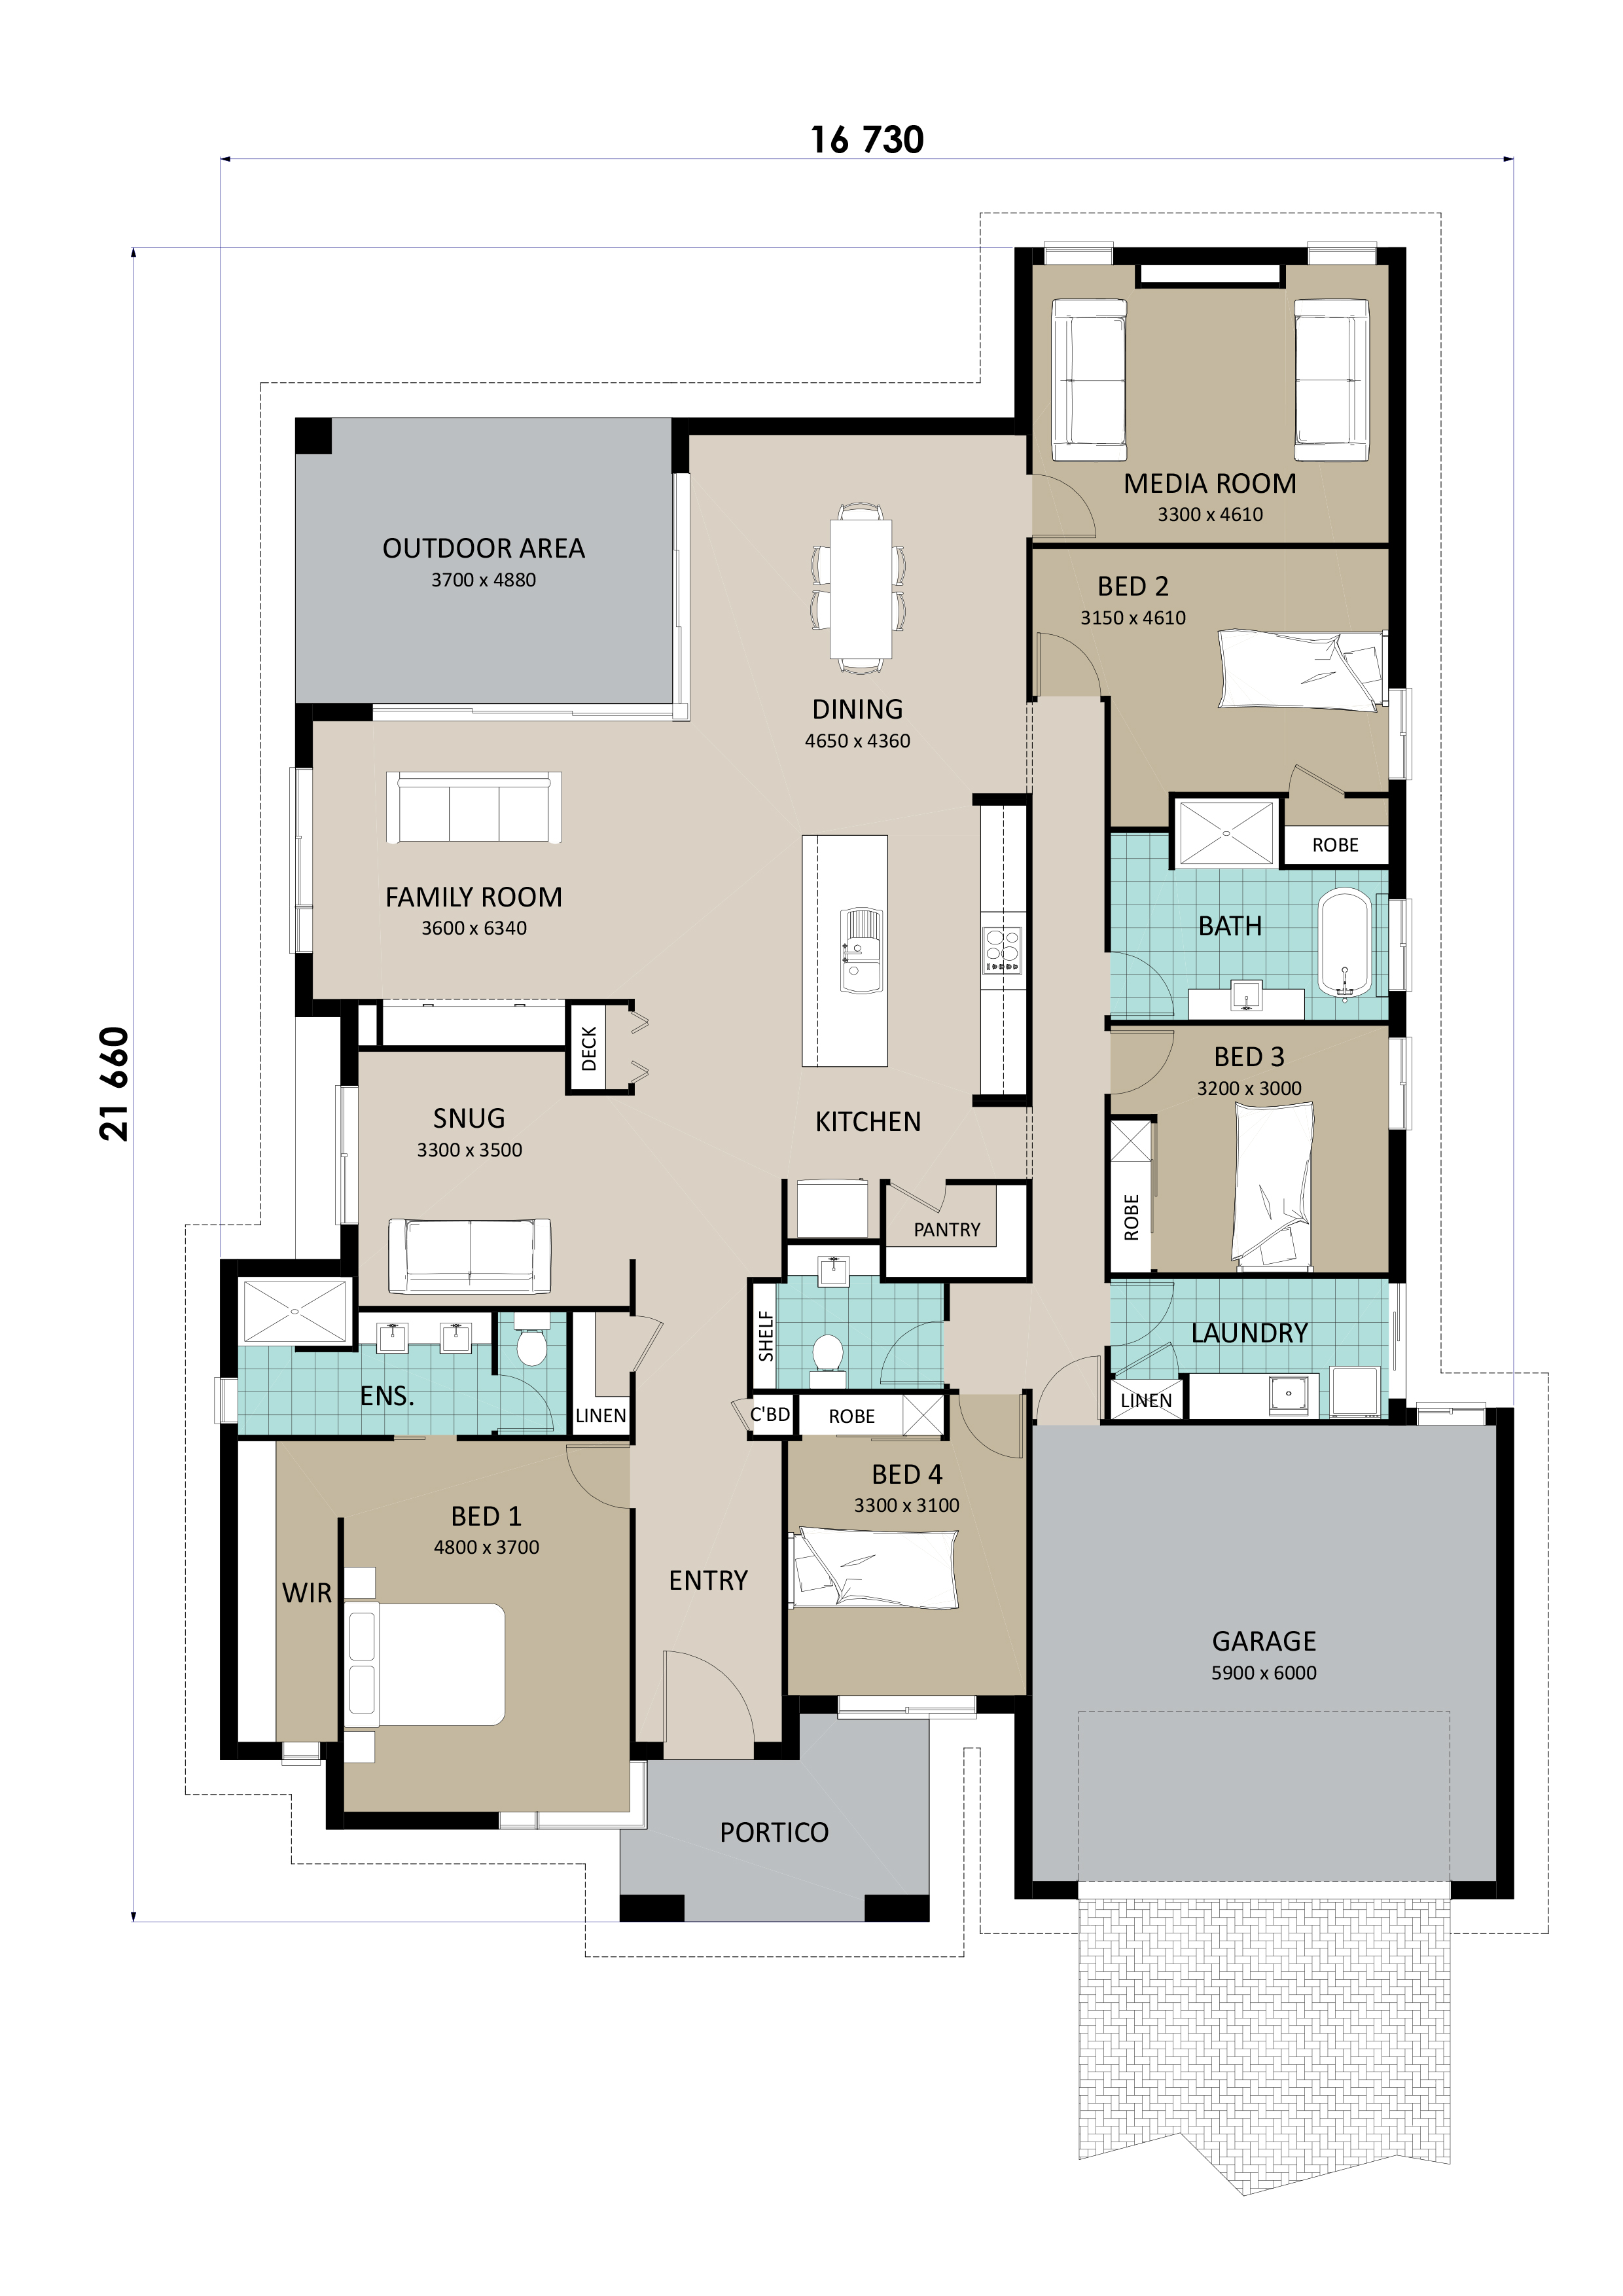 16 730
21 660
MEDIA ROOM
3300 x 4610
OUTDOOR AREA
3700 x 4880
BED 2
3150 x 4610
DINING
4650 x 4360
ROBE
FAMILY ROOM
3600 x 6340
BATH
DECK
BED 3
3200 x 3000
SNUG
3300 x 3500
KITCHEN
ROBE
PANTRY
SHELF
LAUNDRY
ENS.
LINEN
LINEN
C'BD
ROBE
BED 4
3300 x 3100
BED 1
4800 x 3700
WIR
ENTRY
GARAGE
5900 x 6000
PORTICO